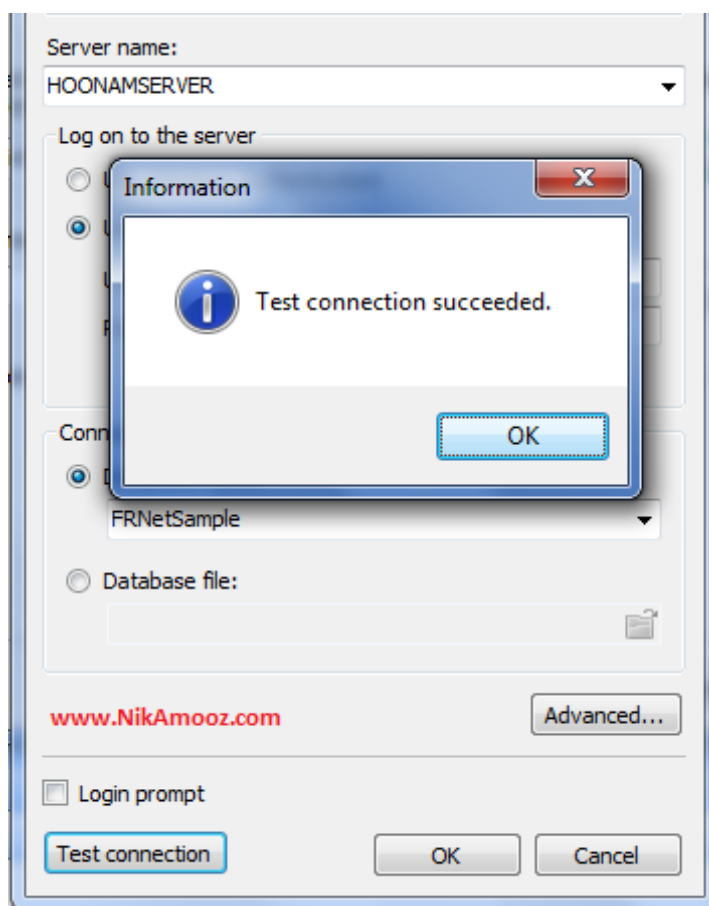 Server name:
HOONAMSERVER
Log on to the server
Information
Test connection succeeded.
OK
Conn
FRNetSample
Database file:
www.NikAmooz.com
Advanced...
Login prompt
Test connection
OK
Cancel